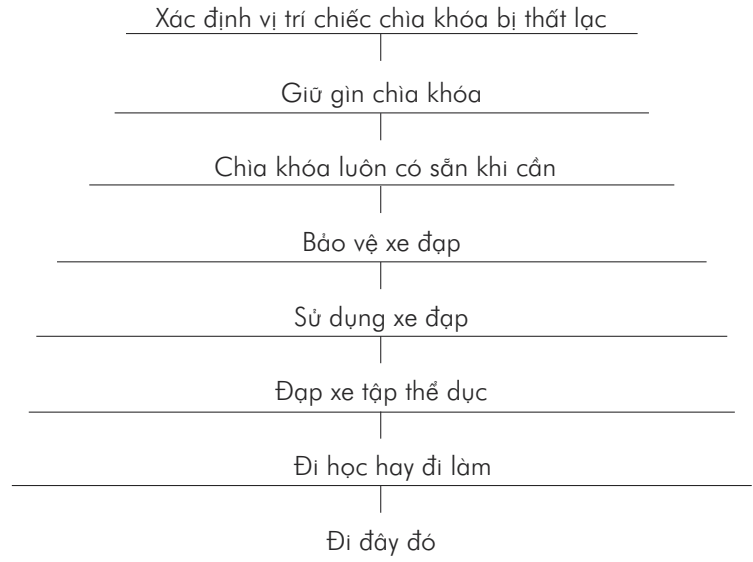 Xác định vị trí chiếc chìa khóa bị thất lạc
Giữ gìn chìa khóa
Chìa khóa luôn có sẵn khi cần
Bảo vệ xe đạp
Sử dụng xe đạp
Đạp xe tập thể dục
Đi học hay đi làm
Đi đây đó